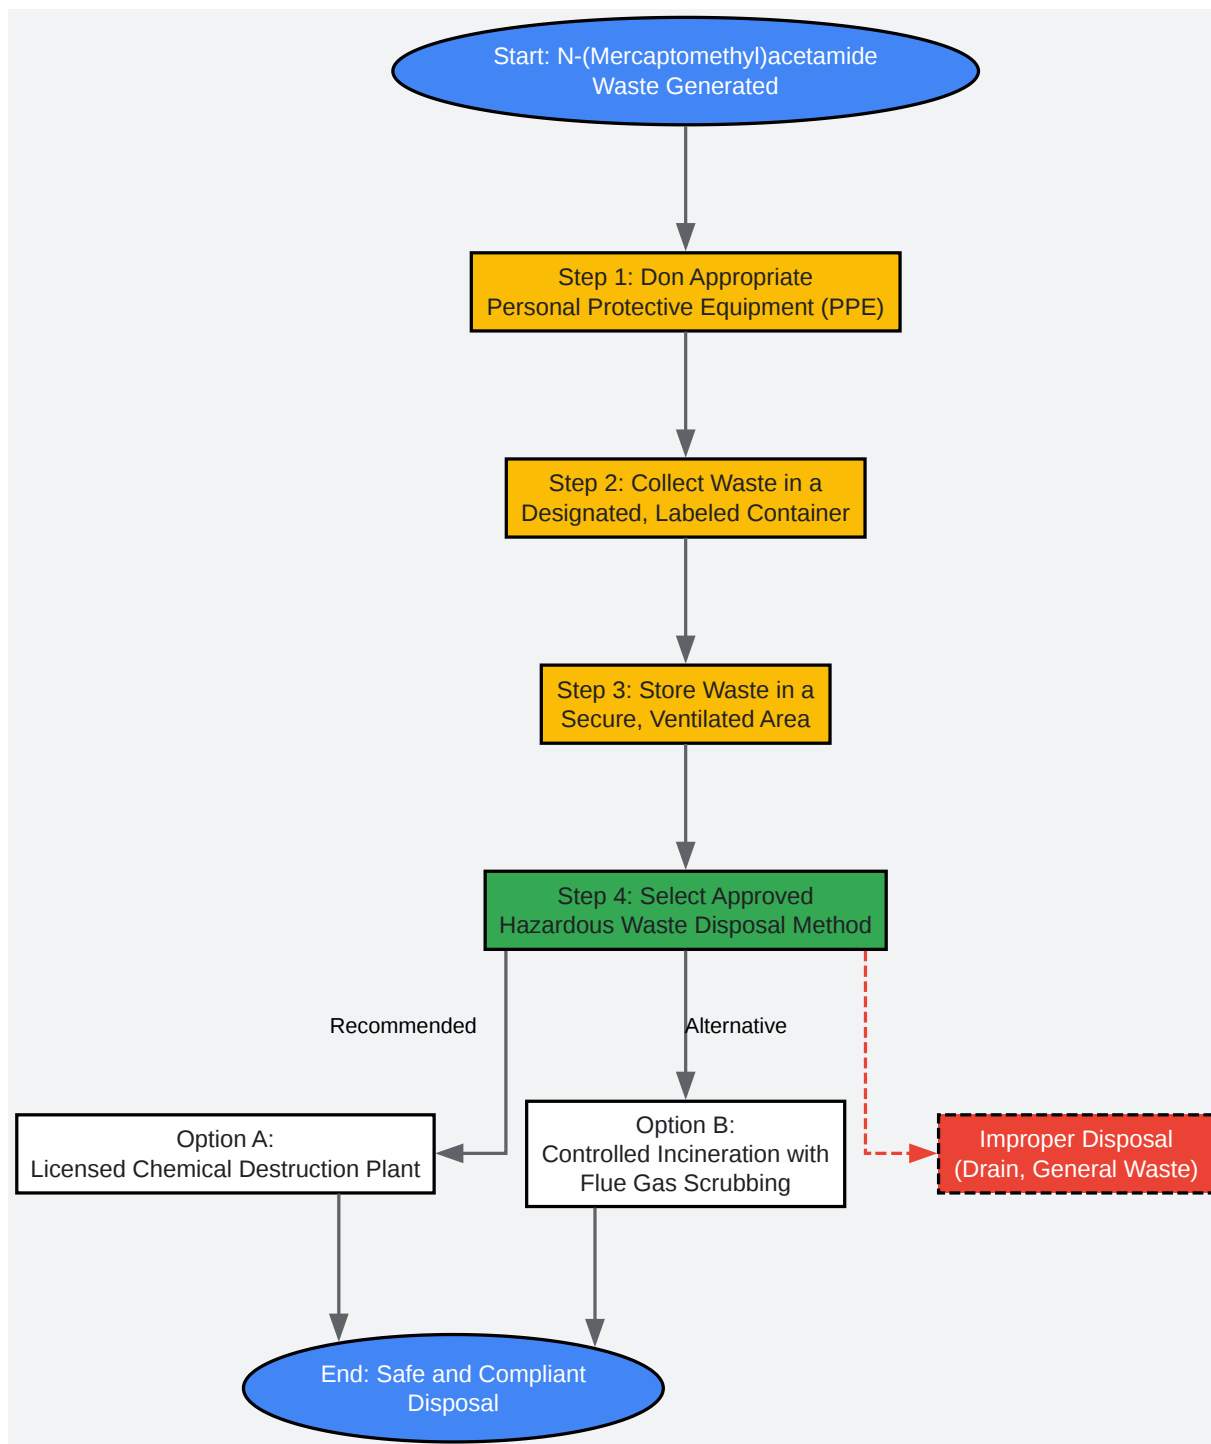 Start: N-(Mercaptomethyl)acetamide
Waste Generated
Step 1: Don Appropriate
Personal Protective Equipment (PPE)
Step 2: Collect Waste in a
Designated, Labeled Container
Step 3: Store Waste in a
Secure, Ventilated Area
Step 4: Select Approved
Hazardous Waste Disposal Method
Recommended
Alternative
Option A:
Licensed Chemical Destruction Plant
Option B:
Controlled Incineration with
Flue Gas Scrubbing
Improper Disposal
(Drain, General Waste)
End: Safe and Compliant
Disposal